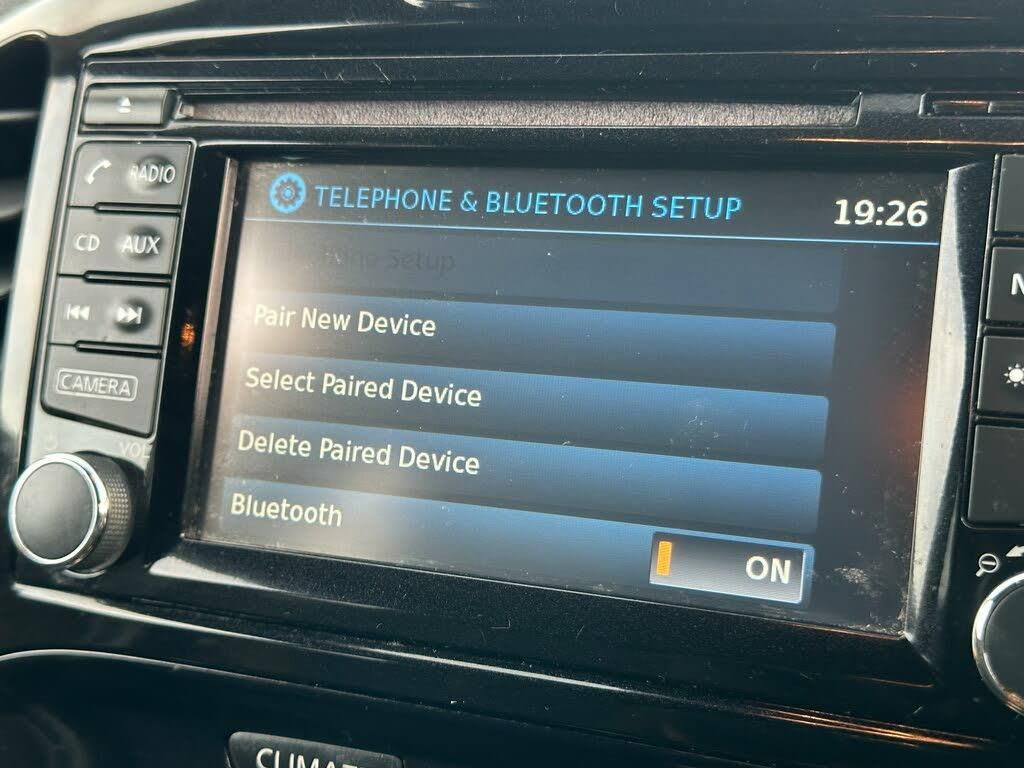 RADIO
CD AUX
CAMERA
VOL
TELEPHONE & BLUETOOTH SETUP
19:26
Setup
Pair New Device
Select Paired Device
Delete Paired Device
Bluetooth
ON